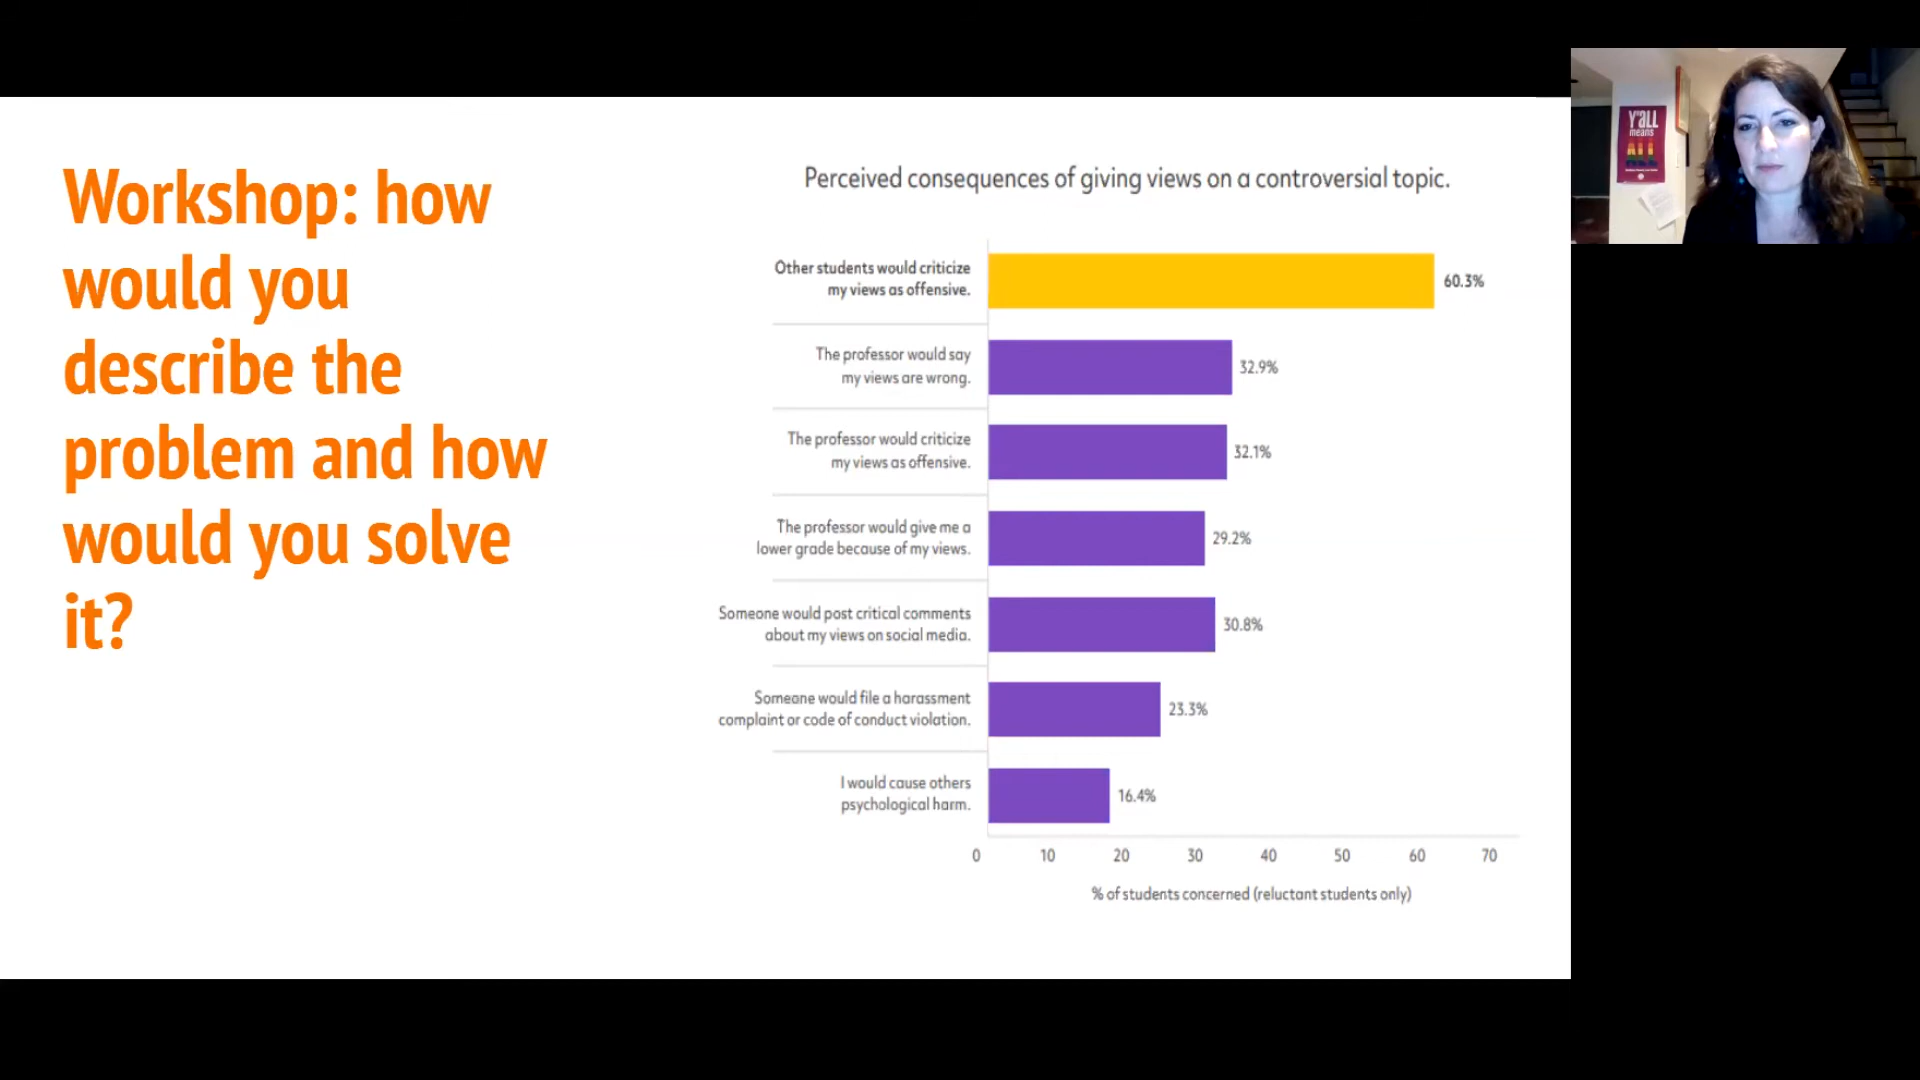 Workshop: how
would you
describe the
problem and how
would you solve
it?
Perceived consequences of giving views on a controversial topic.
Other students would criticize
my views as offensive.
60.3%
The professor would say
my views are wrong.
32.9%
The professor would criticize
my views as offensive.
32.1%
The professor would give me a
lower grade because of my views.
29.2%
Someone would post critical comments
about my views on social media.
30.8%
Someone would file a harassment
complaint or code of conduct violation.
23.3%
I would cause others
psychological harm.
16.4%
0 10 20 30 40 50 60 70
% of students concerned (reluctant students only)
Y'ALL
means
ALL